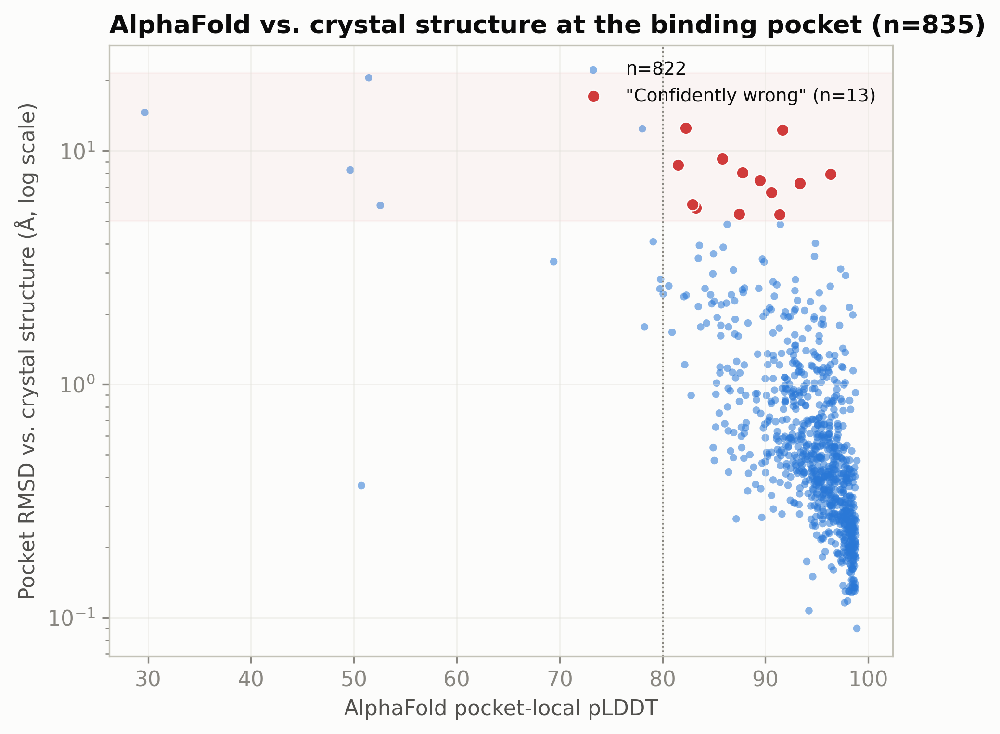 AlphaFold vs. crystal structure at the binding pocket (n=835)
n=822
"Confidently wrong" (n=13)
Pocket RMSD vs. crystal structure (Å, log scale)
10¹
10⁰
10⁻¹
30 40 50 60 70 80 90 100
AlphaFold pocket-local pLDDT